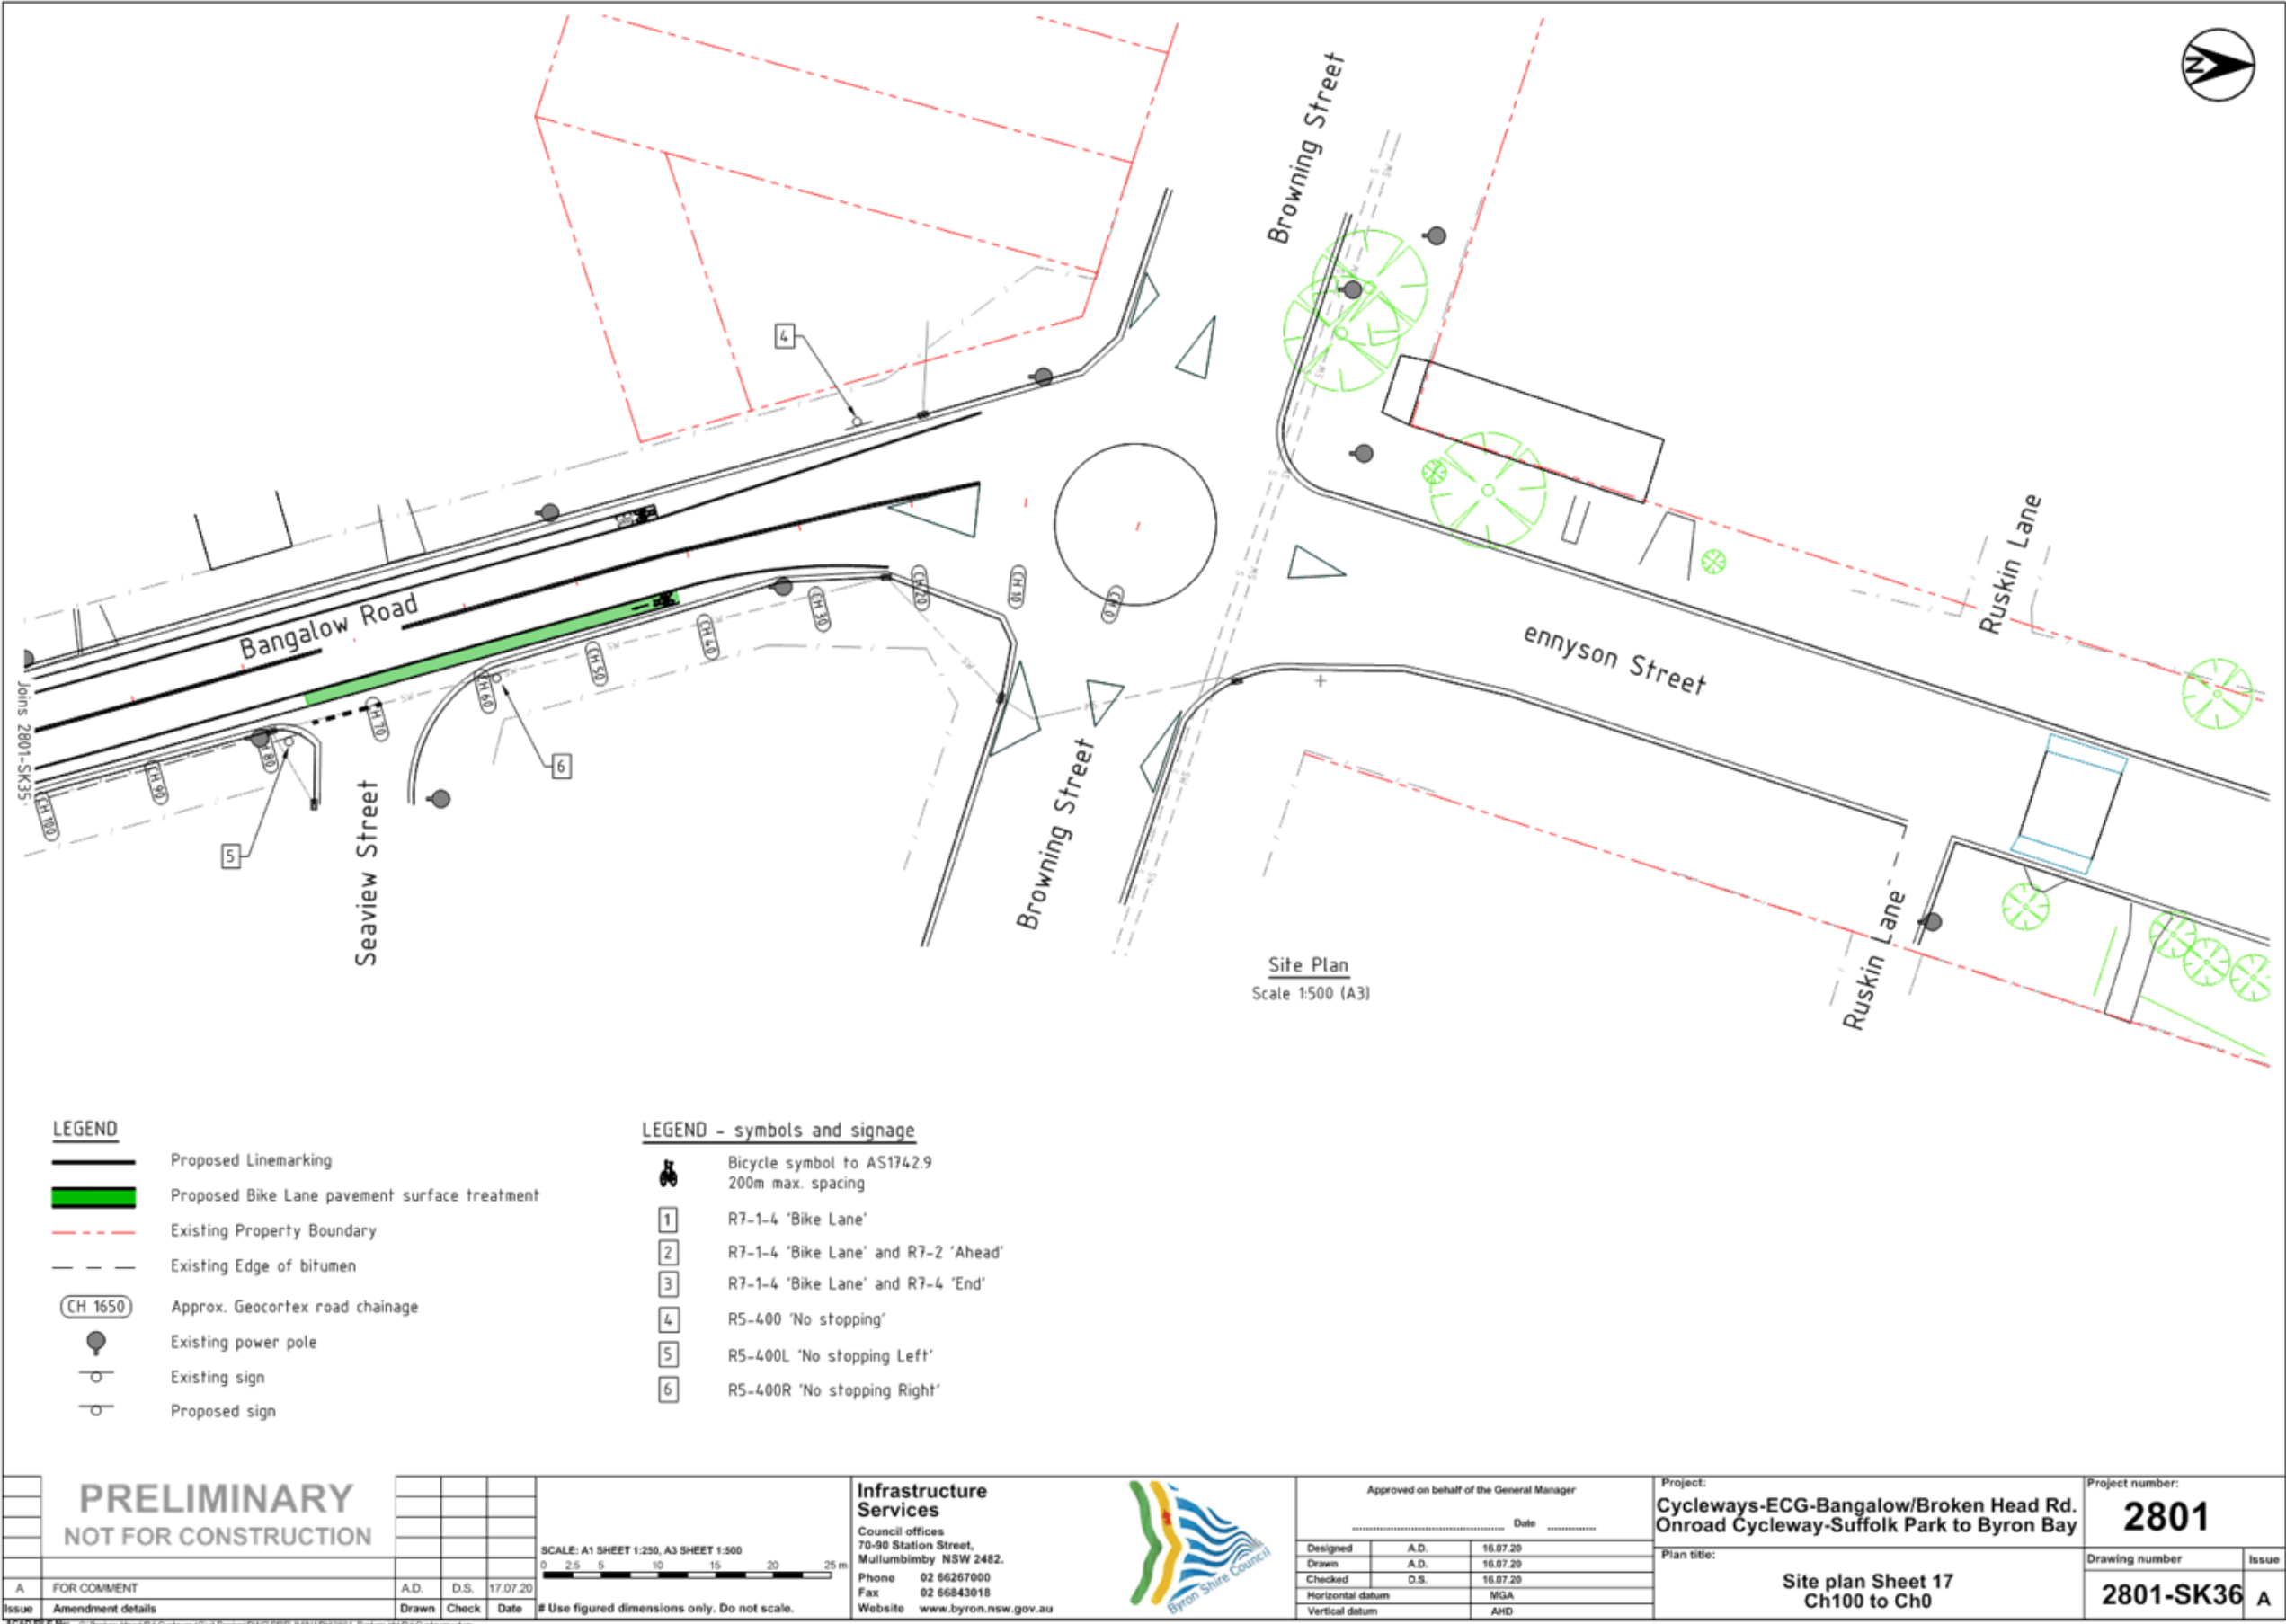 N
Browning Street
4
Ruskin Lane
Bangalow Road
ennyson Street
CH 0
CH 10
CH 20
CH 30
CH 40
CH 50
CH 60
CH 70
CH 90
CH 100
SW
S
Joins 2801-SK35
6
5
Seaview Street
Browning Street
Ruskin Lane
Site Plan
Scale 1:500 (A3)
LEGEND
Proposed Linemarking
Proposed Bike Lane pavement surface treatment
Existing Property Boundary
Existing Edge of bitumen
CH 1650 Approx. Geocortex road chainage
Existing power pole
Existing sign
Proposed sign
LEGEND - symbols and signage
Bicycle symbol to AS1742.9
200m max. spacing
1 R7-1-4 'Bike Lane'
2 R7-1-4 'Bike Lane' and R7-2 'Ahead'
3 R7-1-4 'Bike Lane' and R7-4 'End'
4 R5-400 'No stopping'
5 R5-400L 'No stopping Left'
6 R5-400R 'No stopping Right'
PRELIMINARY
NOT FOR CONSTRUCTION
A FOR COMMENT A.D. D.S. 17.07.20
Issue Amendment details Drawn Check Date
SCALE: A1 SHEET 1:250, A3 SHEET 1:500
0 2.5 5 10 15 20 25 m
# Use figured dimensions only. Do not scale.
Infrastructure
Services
Council offices
70-90 Station Street,
Mullumbimby NSW 2482.
Phone 02 66267000
Fax 02 66843018
Website www.byron.nsw.gov.au
Byron Shire Council
Approved on behalf of the General Manager
Date
Designed A.D. 16.07.20
Drawn A.D. 16.07.20
Checked D.S. 16.07.20
Horizontal datum MGA
Vertical datum AHD
Project:
Cycleways-ECG-Bangalow/Broken Head Rd.
Onroad Cycleway-Suffolk Park to Byron Bay
Plan title:
Site plan Sheet 17
Ch100 to Ch0
Project number:
2801
Drawing number Issue
2801-SK36 A